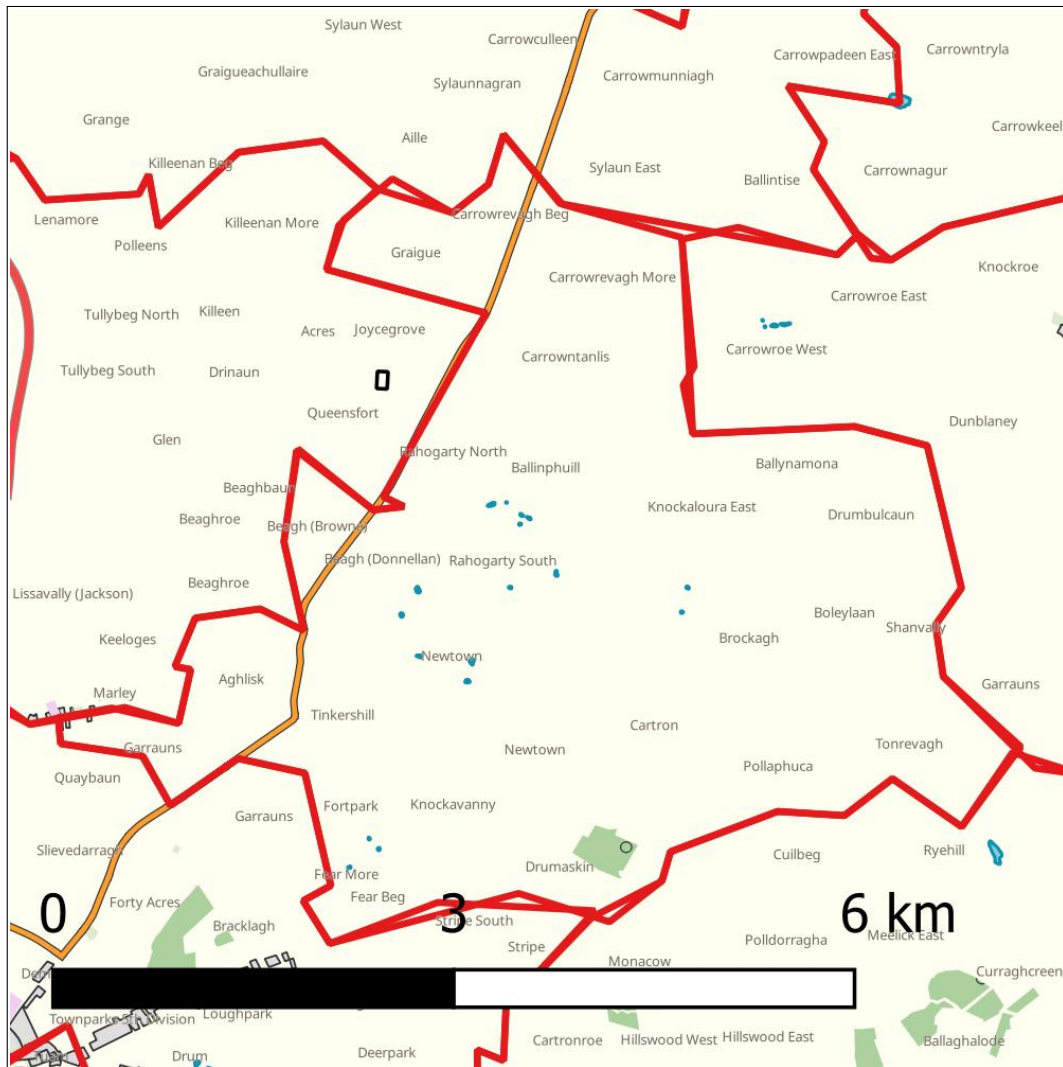 Sylaun West
Carrowculleen
Carrowpadeen East
Carrowntryla
Graigueachullaire
Sylaunnagran
Carrowmunniagh
Grange
Aille
Carrowkeel
Killeenan Beg
Sylaun East
Ballintise
Carrownagur
Lenamore
Killeenan More
Carrowrevagh Beg
Polleens
Graigue
Carrowrevagh More
Knockroe
Carrowroe East
Tullybeg North
Killeen
Acres
Joycegrove
Carrowntanlis
Carrowroe West
Tullybeg South
Drinaun
Queensfort
Dunblaney
Glen
Rahogarty North
Ballinphuill
Ballynamona
Beaghbaun
Knockaloura East
Drumbulcaun
Beaghroe
Beagh (Browne)
Beagh (Donnellan)
Rahogarty South
Beaghroe
Lissavally (Jackson)
Boleylaan
Shanvally
Keeloges
Brockagh
Newtown
Aghlisk
Garrauns
Marley
Tinkershill
Cartron
Garrauns
Newtown
Tonrevagh
Quaybaun
Pollaphuca
Garrauns
Fortpark
Knockavanny
Slievedarragh
Cuilbeg
Ryehill
Fear More
Drumaskin
Forty Acres
Fear Beg
0
3
6 km
Bracklagh
Stripe South
Stripe
Polldorragha
Meelick East
Monacow
Curraghcreen
Townparks 5th Division
Loughpark
Cartronroe
Hillswood West
Hillswood East
Ballaghalode
Tuam
Drum
Deerpark